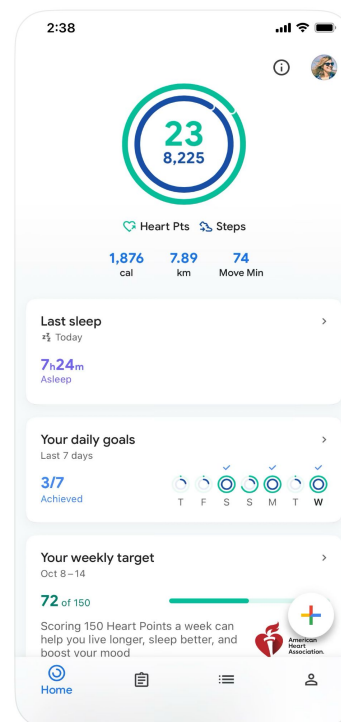 2:38
23
8,225
Heart Pts Steps
1,876 7.89 74
cal km Move Min
Last sleep
Today
7h24m
Asleep
Your daily goals
Last 7 days
3/7
Achieved
T F S S M T W
Your weekly target
Oct 8–14
72 of 150
Scoring 150 Heart Points a week can
help you live longer, sleep better, and
boost your mood
American
Heart
Association.
Home